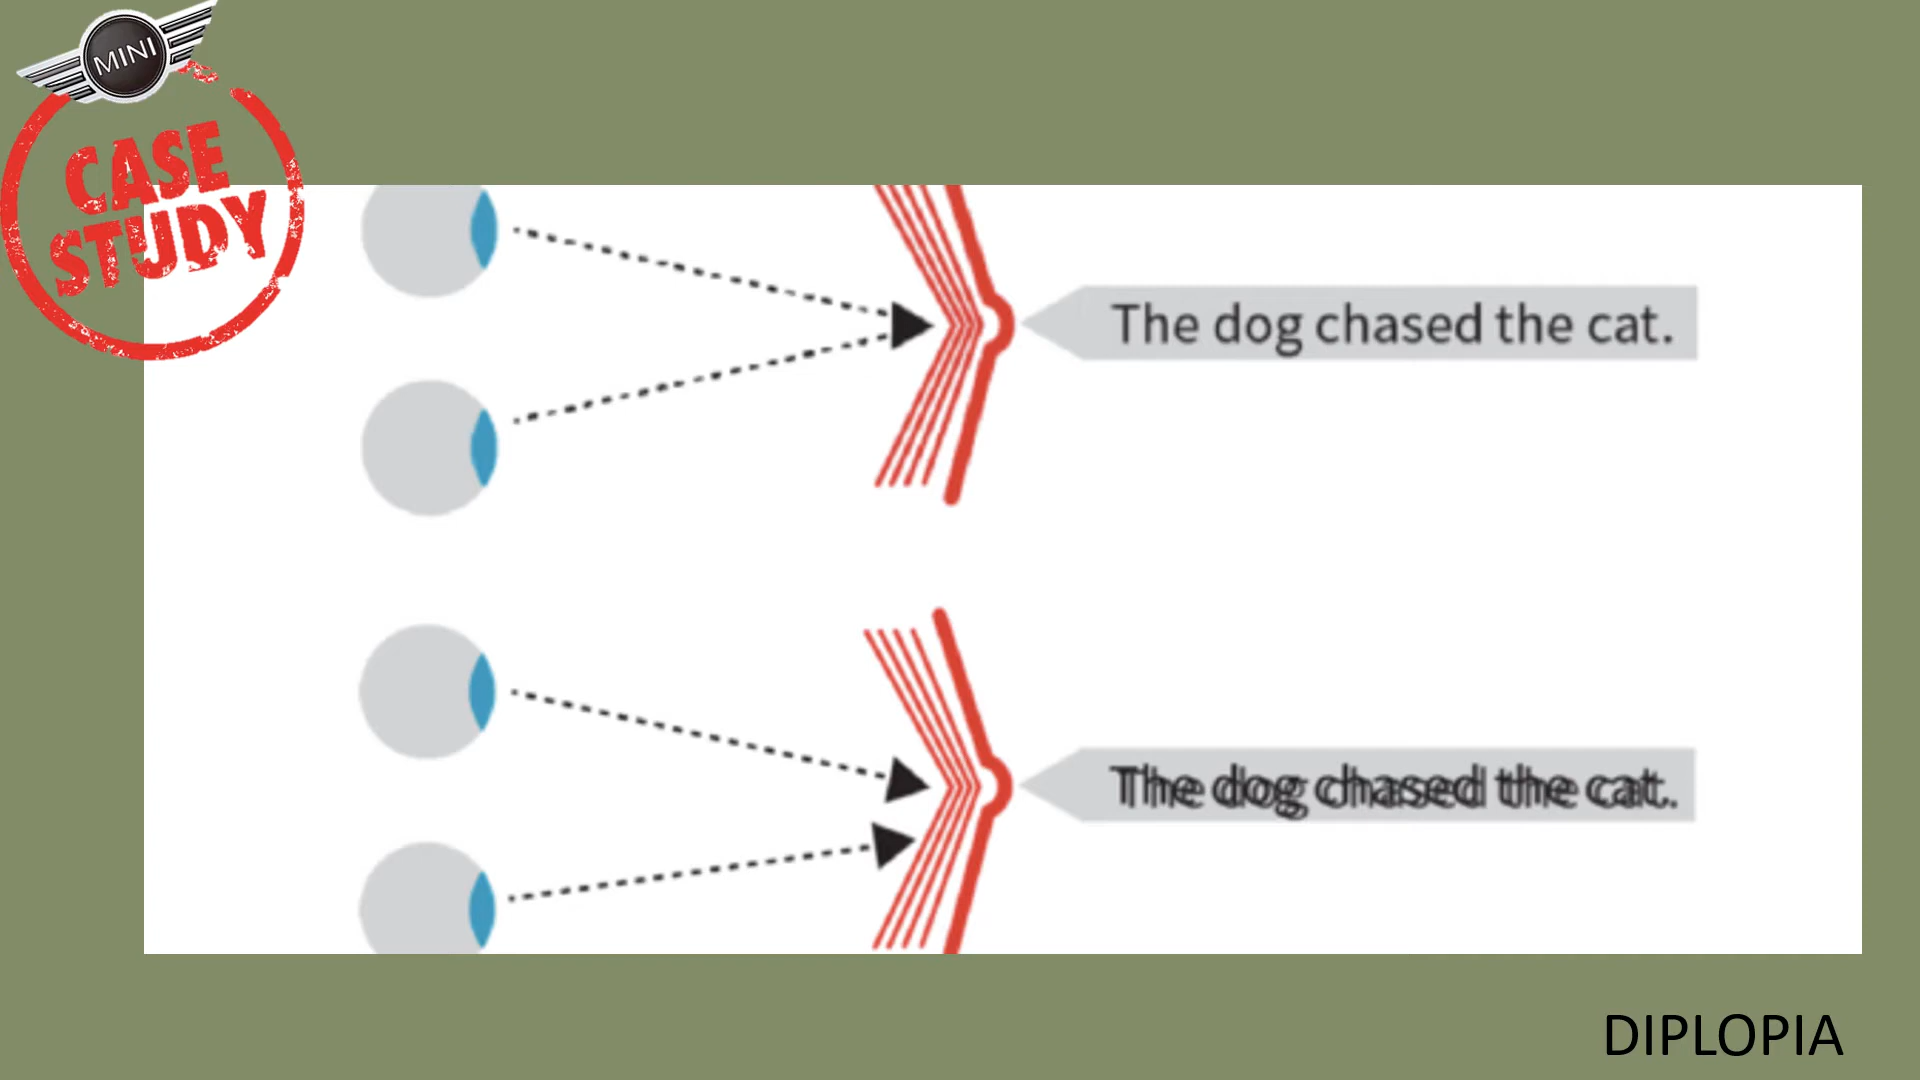 MINI
CASE
STUDY
The dog chased the cat.
The dog chased the cat.
DIPLOPIA